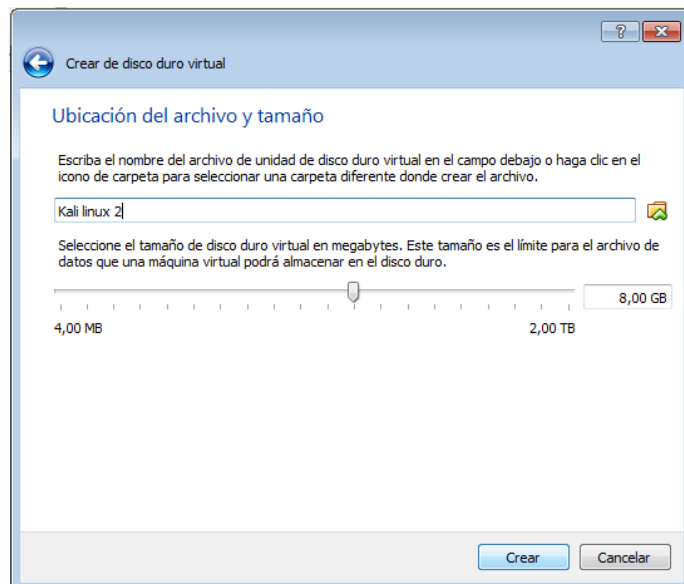 Crear de disco duro virtual
Ubicación del archivo y tamaño
Escriba el nombre del archivo de unidad de disco duro virtual en el campo debajo o haga clic en el
icono de carpeta para seleccionar una carpeta diferente donde crear el archivo.
Kali linux 2
Seleccione el tamaño de disco duro virtual en megabytes. Este tamaño es el límite para el archivo de
datos que una máquina virtual podrá almacenar en el disco duro.
8,00 GB
4,00 MB 2,00 TB
Crear Cancelar